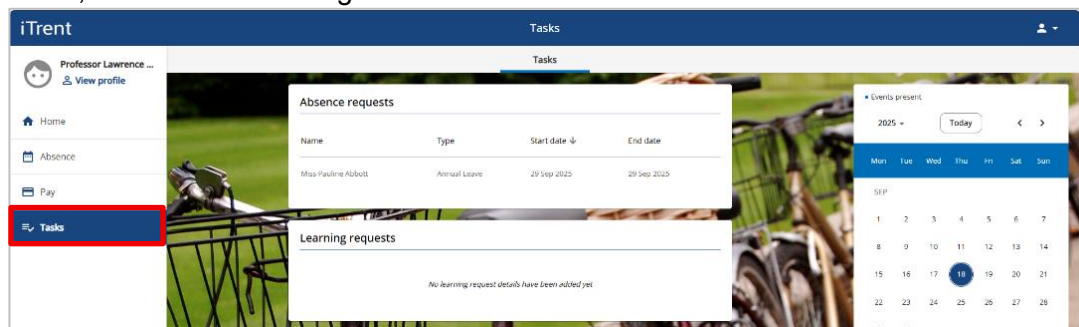 iTrent
Tasks
Professor Lawrence ...
View profile
Home
Absence
Pay
Tasks
Tasks
Absence requests
Name Type Start date ↓ End date
Miss Pauline Abbott Annual Leave 29 Sep 2025 29 Sep 2025
Learning requests
No learning request details have been added yet
Events present
2025 Today < >
Mon Tue Wed Thu Fri Sat Sun
SEP
1 2 3 4 5 6 7
8 9 10 11 12 13 14
15 16 17 18 19 20 21
22 23 24 25 26 27 28